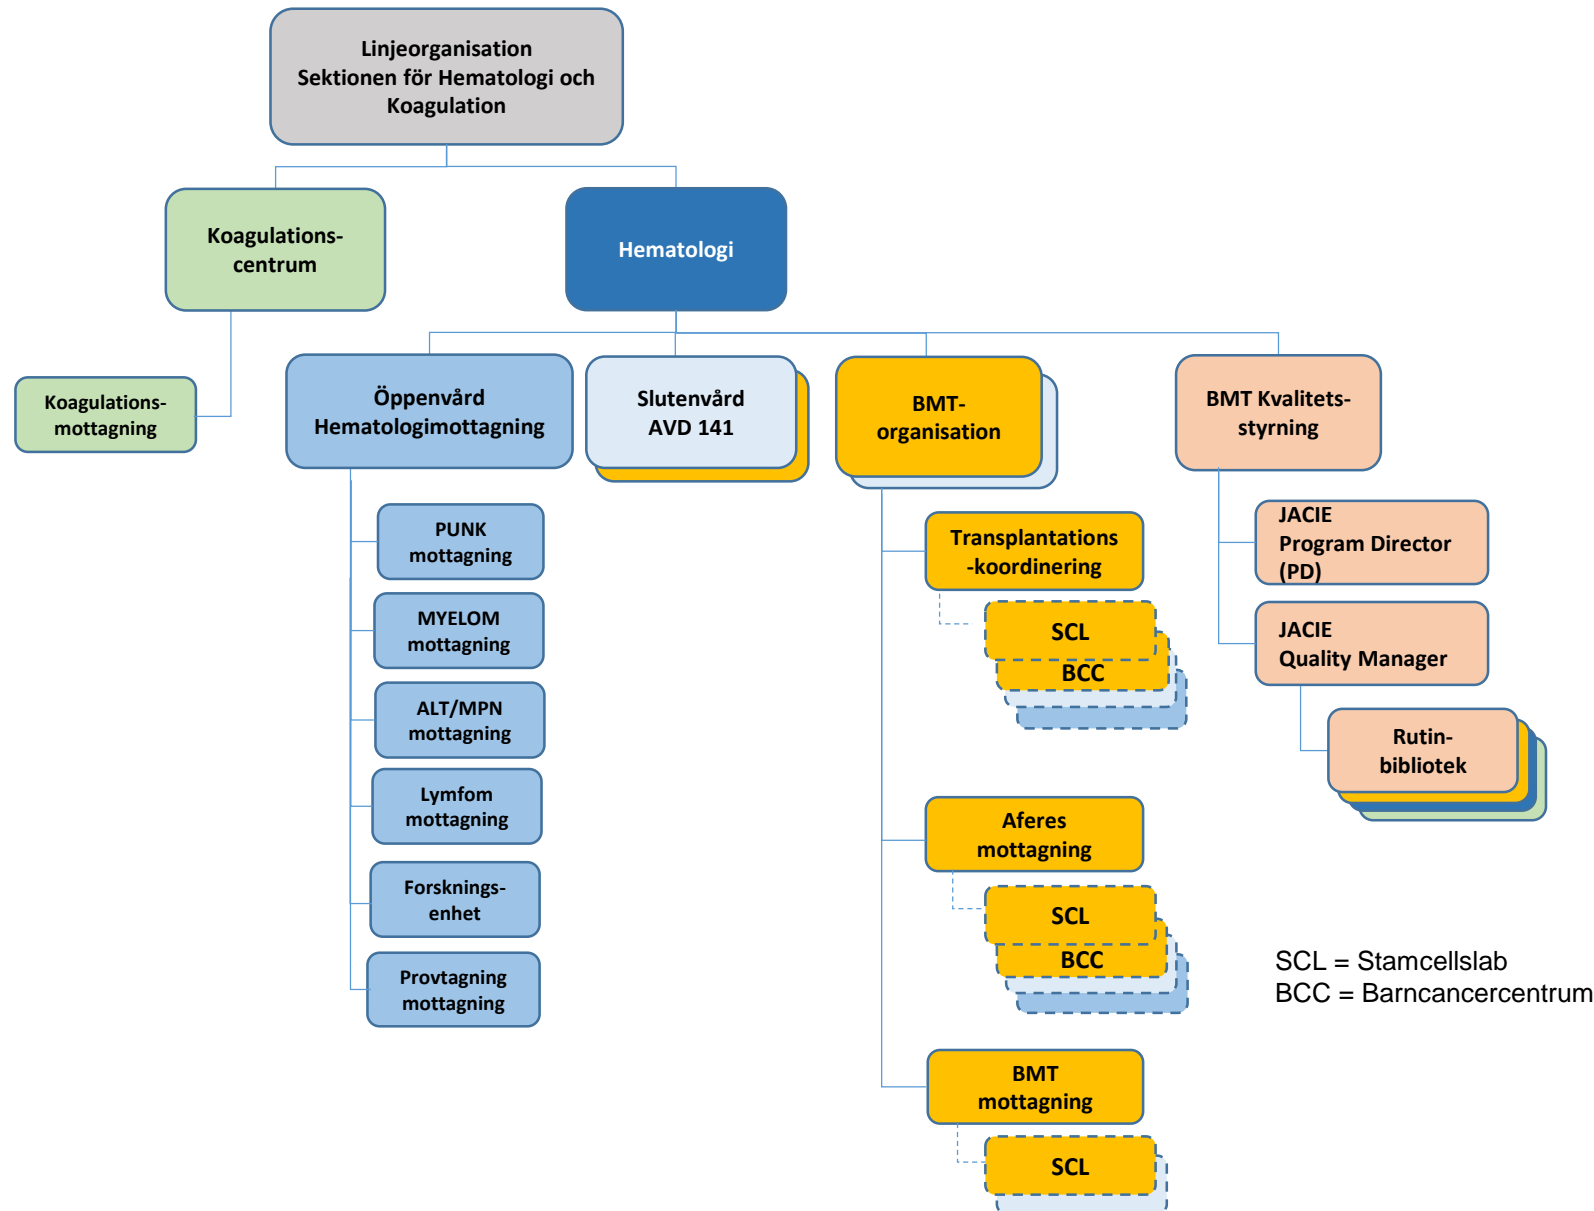 Linjeorganisation
Sektionen för Hematologi och
Koagulation
Koagulations-
centrum
Hematologi
Koagulations-
mottagning
Öppenvård
Hematologimottagning
Slutenvård
AVD 141
BMT-
organisation
BMT Kvalitets-
styrning
PUNK
mottagning
MYELOM
mottagning
ALT/MPN
mottagning
Lymfom
mottagning
Forsknings-
enhet
Provtagning
mottagning
Transplantations
-koordinering
SCL
BCC
Aferes
mottagning
SCL
BCC
BMT
mottagning
SCL
JACIE
Program Director
(PD)
JACIE
Quality Manager
Rutin-
bibliotek
SCL = Stamcellslab
BCC = Barncancercentrum